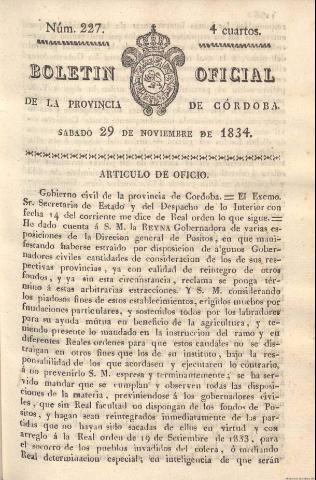 Núm. 227.
4 cuartos.
BOLETIN OFICIAL
DE LA PROVINCIA DE CÓRDOBA.
SABADO 29 DE NOVIEMBRE DE 1834.
ARTICULO DE OFICIO.
Gobierno civil de la provincia de Cordoba. = El Excmo.
Sr. Secretario de Estado y del Despacho de lo Interior con
fecha 14 del corriente me dice de Real orden lo que sigue. =
He dado cuenta á S. M. la REYNA Gobernadora de varias es-
posiciones de la Direccion general de Positos, en que mani-
festando haberse estraido por disposicion de algunos Gober-
nadores civiles cantidades de consideracion de los de sus res-
pectivas provincias, ya con calidad de reintegro de otros
fondos, y ya sin esta circunstancia, reclama se ponga tér-
mino á estas arbitrarias estracciones. Y S. M. considerando
los piadosos fines de estos establecimientos, erigidos muchos por
fundaciones particulares, y sostenidos todos por los labradores
para su ayuda mútua en beneficio de la agricultura, y te-
niendo presente lo mandado en la instruccion del ramo y en
diferentes Reales ordenes para que estos caudales no se dis-
traigan en otros fines que los de su instituto, bajo la res-
ponsabilidad de los que acordasen y ejecutaren lo contrario,
á no prevenirlo S. M. espresa y terminantemente; se ha ser-
vido mandar que se cumplan y observen todas las disposi-
ciones de la materia, previniéndose á los gobernadores civi-
les, que sin Real facultad no dispongan de los fondos de Po-
sitos, y hagan sean reintegrados inmediatamente de las par-
tidas que no hayan sido sacadas de ellos en virtud y con
arreglo á la Real orden de 19 de Setiembre de 1833, para
el socorro de los pueblos invadidos del colera, ó mediando
Real determinacion especial; en inteligencia de que serán